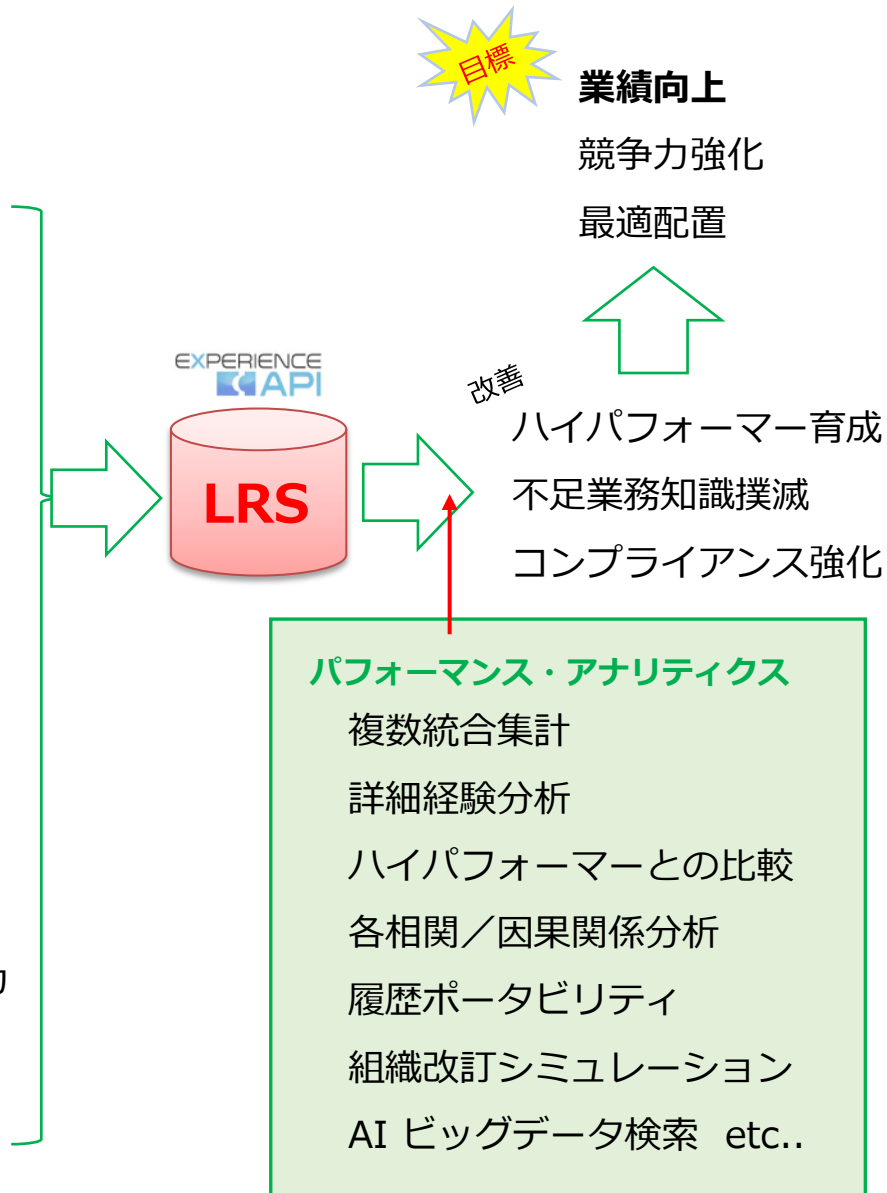 目標
業績向上
競争力強化
最適配置
EXPERIENCE
API
LRS
改善
ハイパフォーマー育成
不足業務知識撲滅
コンプライアンス強化
パフォーマンス・アナリティクス
複数統合集計
詳細経験分析
ハイパフォーマーとの比較
各相関／因果関係分析
履歴ポータビリティ
組織改訂シミュレーション
AI ビッグデータ検索 etc..